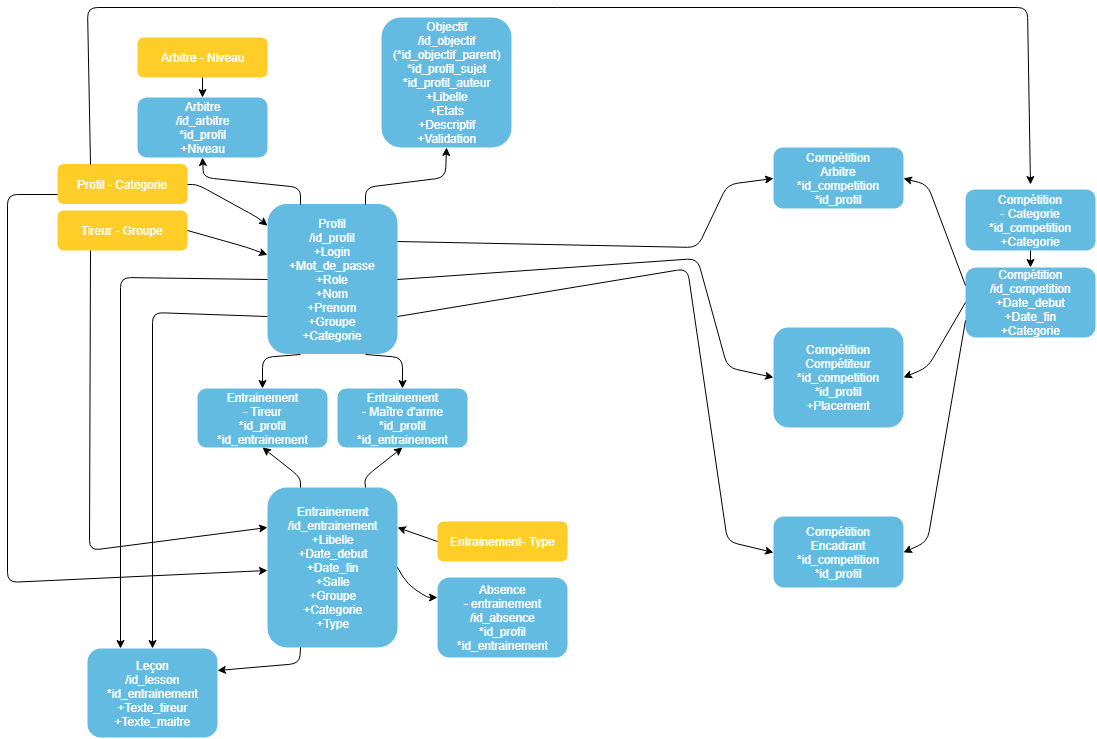 Objectif
/id_objectif
(*id_objectif_parent)
*id_profil_sujet
*id_profil_auteur
+Libelle
+Etats
+Descriptif
+Validation
Arbitre - Niveau
Arbitre
/id_arbitre
*id_profil
+Niveau
Profil - Categorie
Tireur - Groupe
Profil
/id_profil
+Login
+Mot_de_passe
+Role
+Nom
+Prenom
+Groupe
+Categorie
Compétition
Arbitre
*id_competition
*id_profil
Compétition
- Categorie
*id_competition
+Categorie
Compétition
/id_competition
+Date_debut
+Date_fin
+Categorie
Compétition
Compétiteur
*id_competition
*id_profil
+Placement
Entrainement
- Tireur
*id_profil
*id_entrainement
Entrainement
- Maître d'arme
*id_profil
*id_entrainement
Entrainement
/id_entrainement
+Libelle
+Date_debut
+Date_fin
+Salle
+Groupe
+Categorie
+Type
Entrainement- Type
Compétition
Encadrant
*id_competition
*id_profil
Absence
- entrainement
/id_absence
*id_profil
*id_entrainement
Leçon
/id_lesson
*id_entrainement
+Texte_tireur
+Texte_maitre